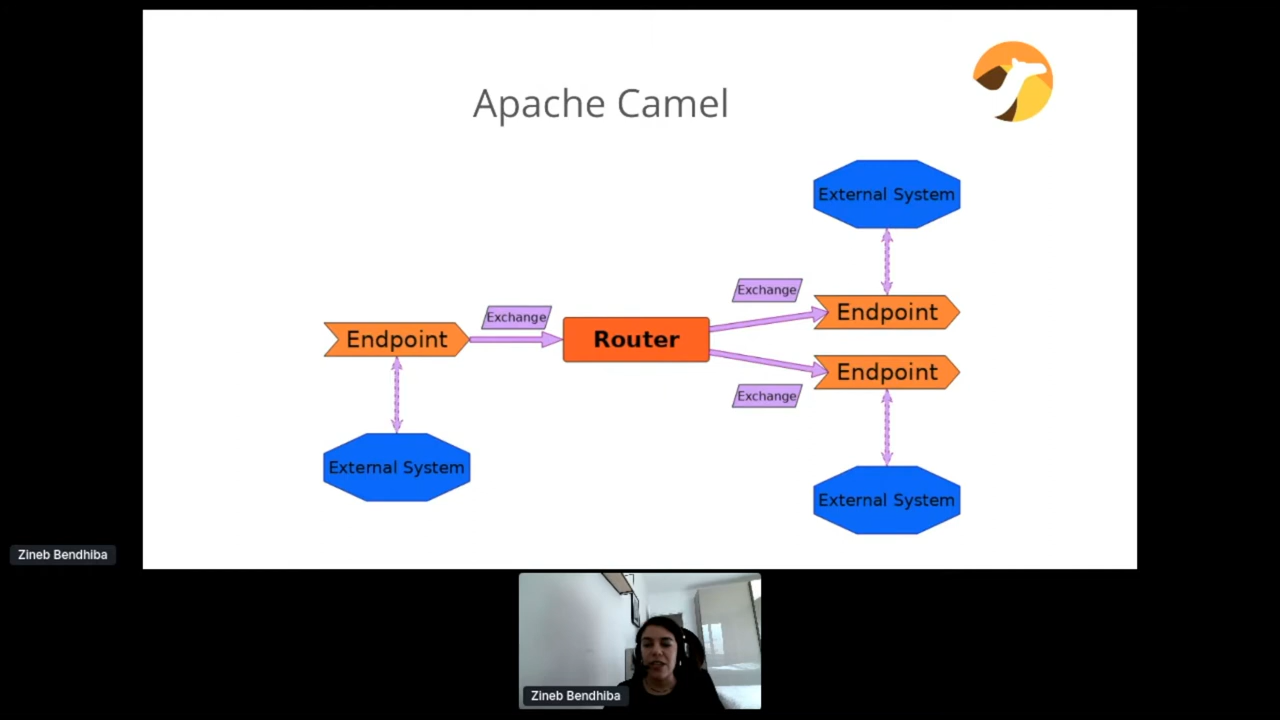 Apache Camel
External System
Exchange
Exchange
Endpoint
Endpoint
Router
Endpoint
Exchange
External System
External System
Zineb Bendhiba
Zineb Bendhiba